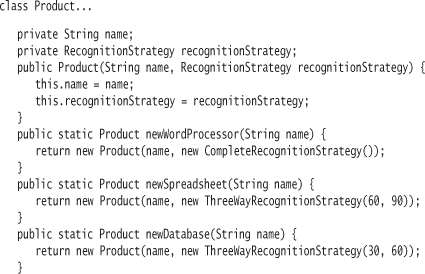 class Product...
private String name;
private RecognitionStrategy recognitionStrategy;
public Product(String name, RecognitionStrategy recognitionStrategy) {
this.name = name;
this.recognitionStrategy = recognitionStrategy;
}
public static Product newWordProcessor(String name) {
return new Product(name, new CompleteRecognitionStrategy());
}
public static Product newSpreadsheet(String name) {
return new Product(name, new ThreeWayRecognitionStrategy(60, 90));
}
public static Product newDatabase(String name) {
return new Product(name, new ThreeWayRecognitionStrategy(30, 60));
}